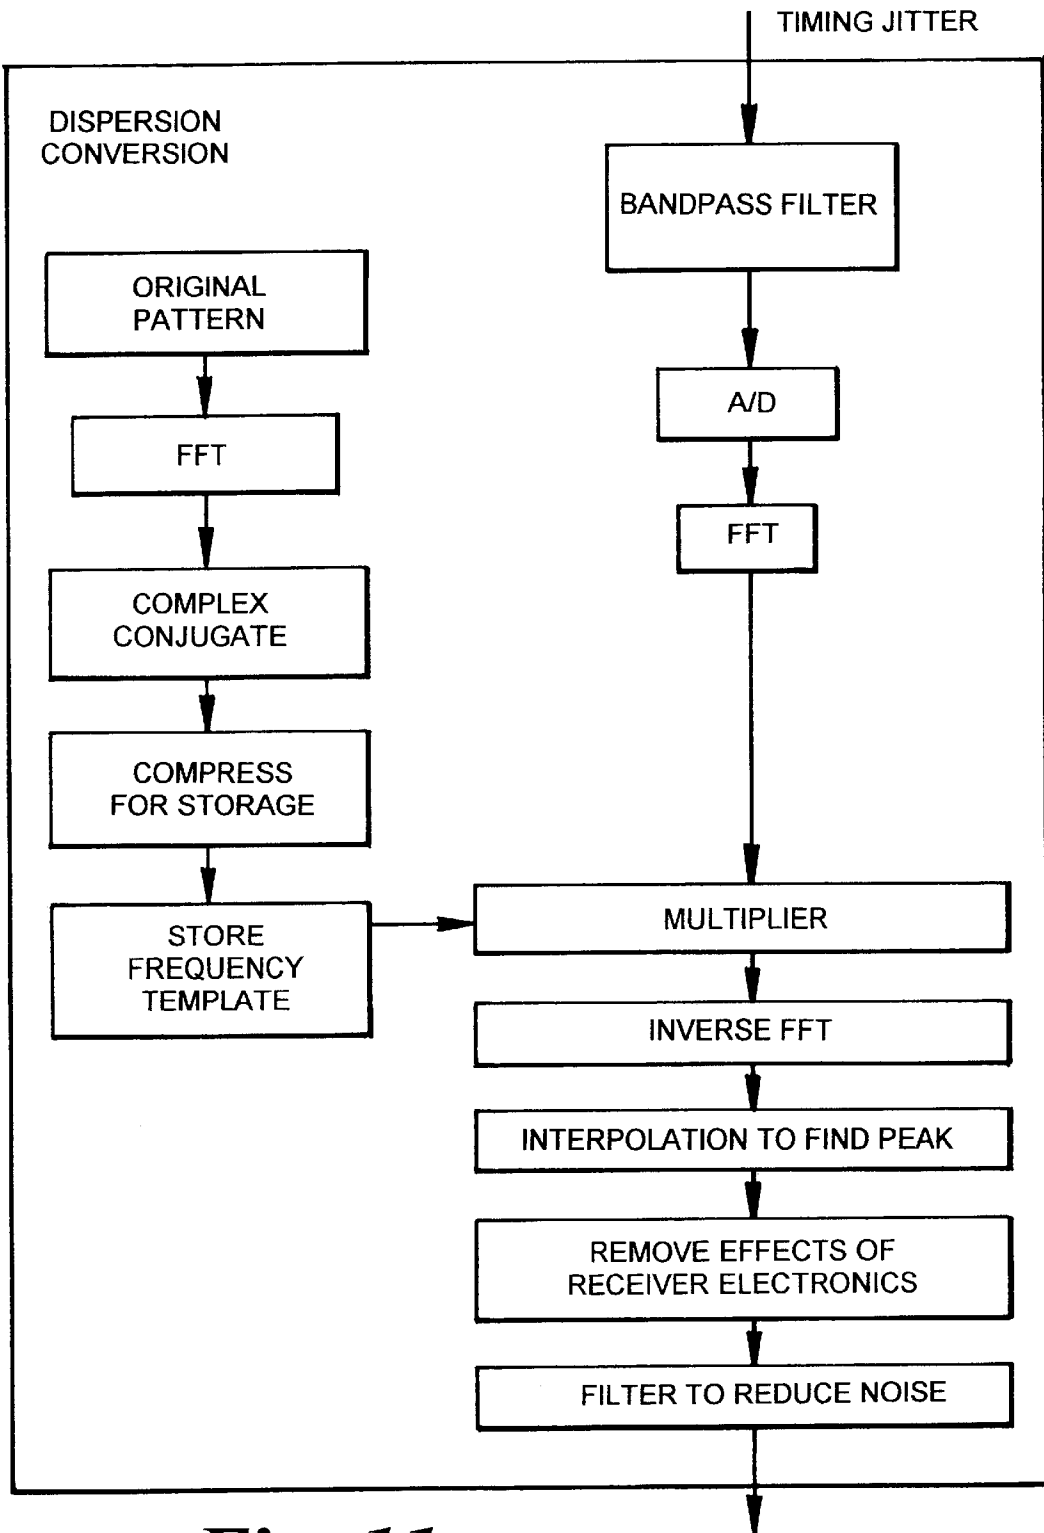 TIMING JITTER
DISPERSION
CONVERSION
BANDPASS FILTER
ORIGINAL
PATTERN
A/D
FFT
FFT
COMPLEX
CONJUGATE
COMPRESS
FOR STORAGE
STORE
FREQUENCY
TEMPLATE
MULTIPLIER
INVERSE FFT
INTERPOLATION TO FIND PEAK
REMOVE EFFECTS OF
RECEIVER ELECTRONICS
FILTER TO REDUCE NOISE